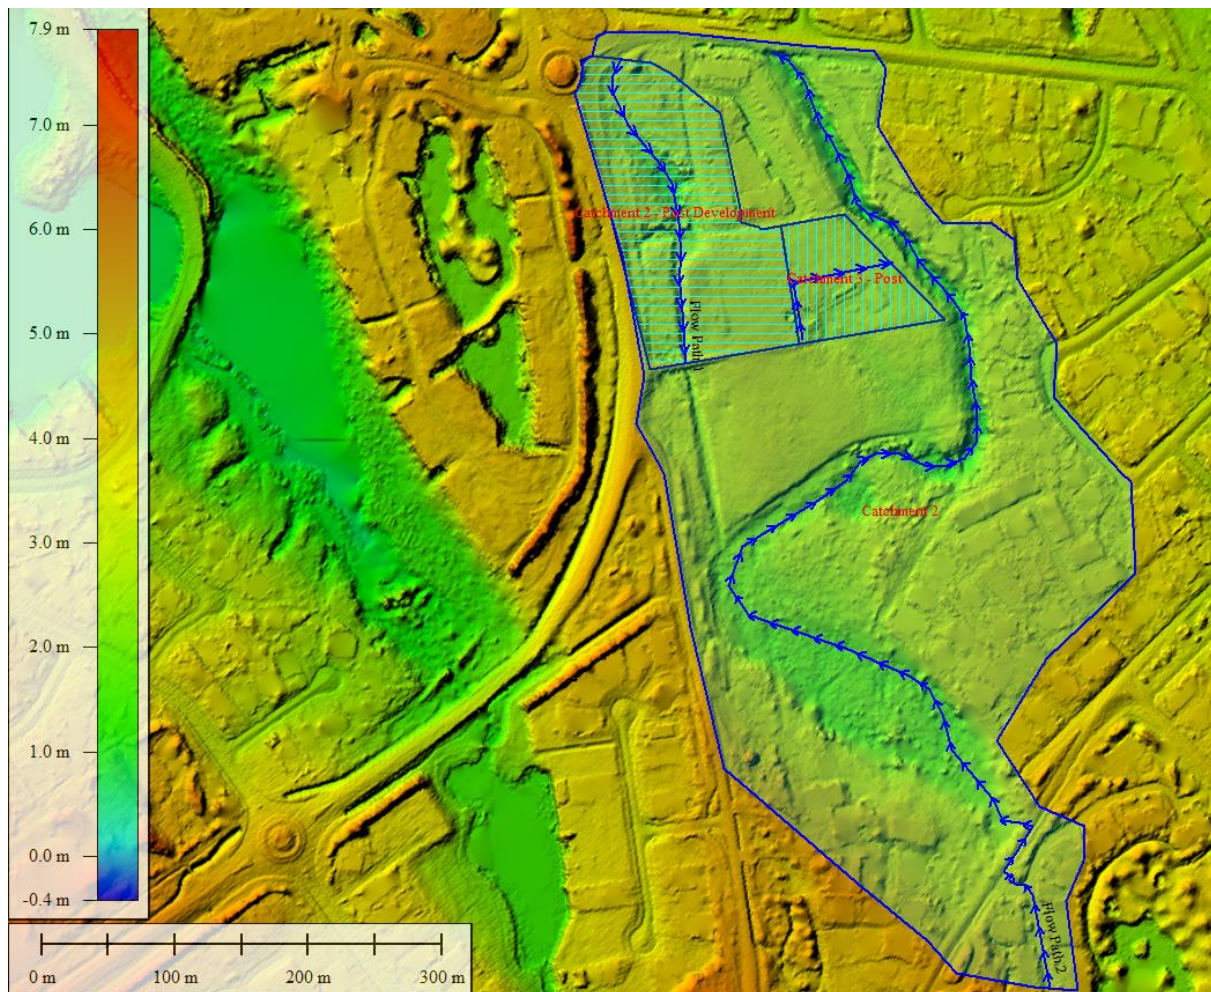 7.9 m
7.0 m
6.0 m
5.0 m
4.0 m
3.0 m
2.0 m
1.0 m
0.0 m
-0.4 m
Catchment 2 - Post Development
Catchment 3 - Post
Flow Path 1
Catchment 2
Flow Path 2
0 m 100 m 200 m 300 m